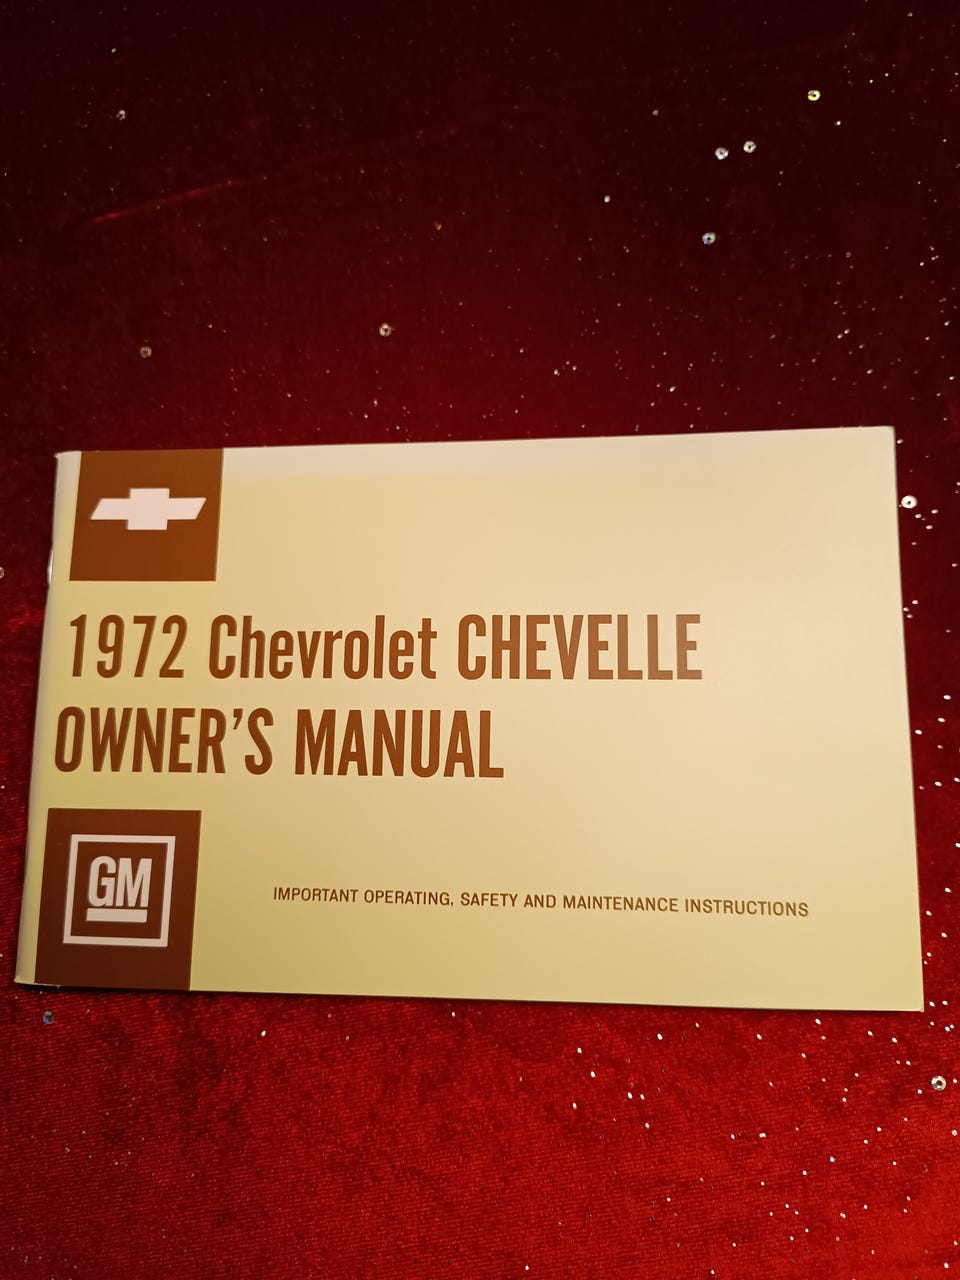 1972 Chevrolet CHEVELLE
OWNER'S MANUAL
GM
IMPORTANT OPERATING, SAFETY AND MAINTENANCE INSTRUCTIONS